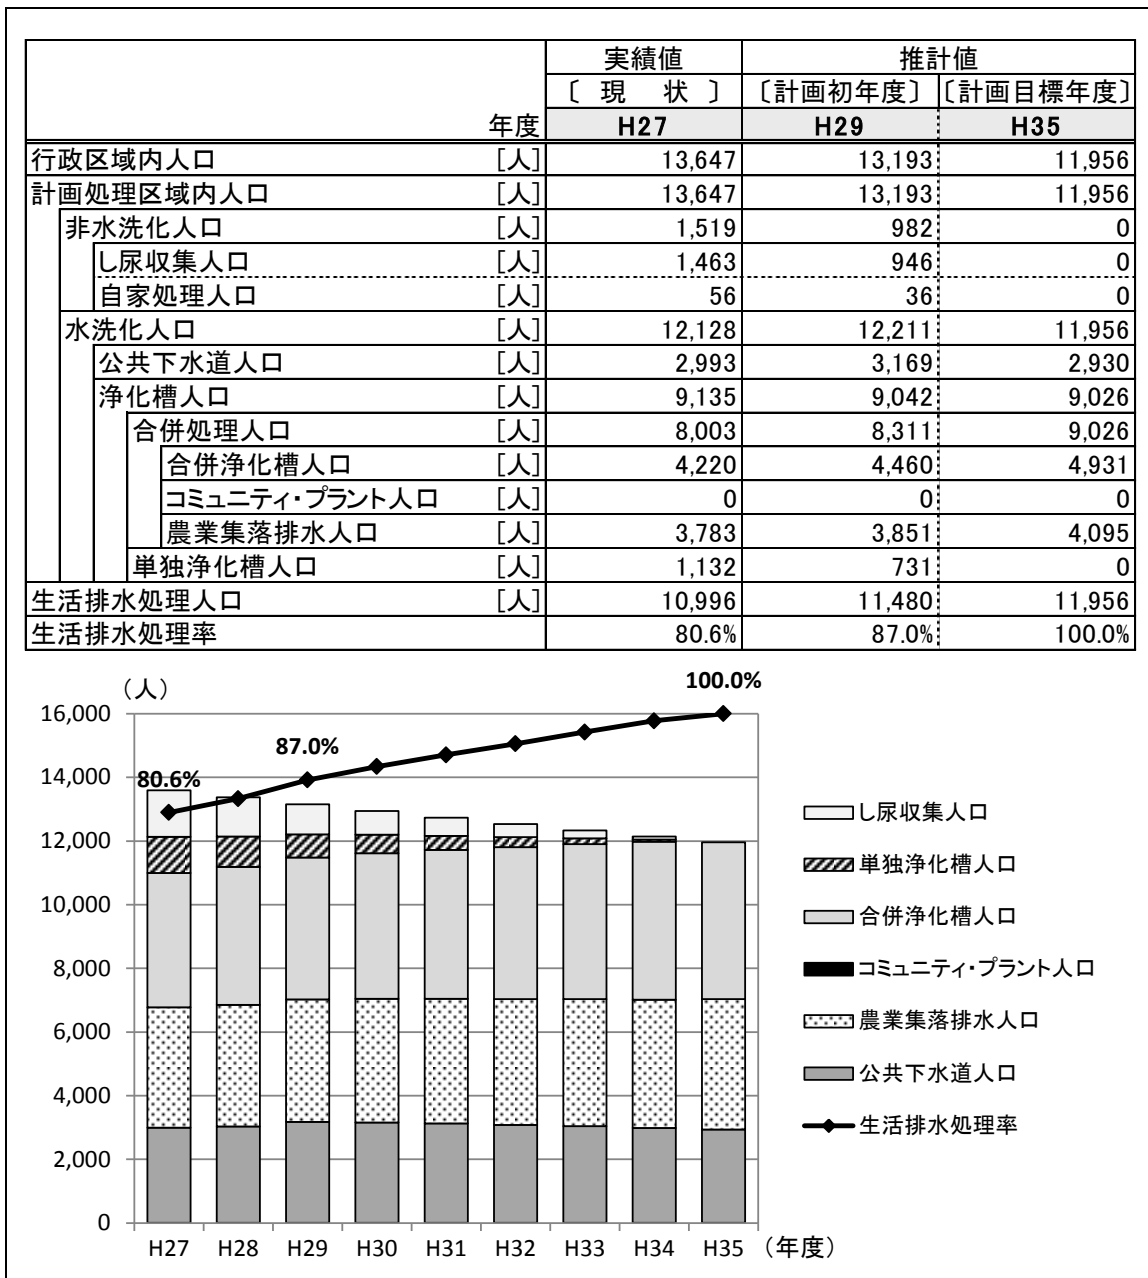 実績値 推計値
〔 現 状 〕 〔計画初年度〕 〔計画目標年度〕
年度 H27 H29 H35
行政区域内人口 [人] 13,647 13,193 11,956
計画処理区域内人口 [人] 13,647 13,193 11,956
非水洗化人口 [人] 1,519 982 0
し尿収集人口 [人] 1,463 946 0
自家処理人口 [人] 56 36 0
水洗化人口 [人] 12,128 12,211 11,956
公共下水道人口 [人] 2,993 3,169 2,930
浄化槽人口 [人] 9,135 9,042 9,026
合併処理人口 [人] 8,003 8,311 9,026
合併浄化槽人口 [人] 4,220 4,460 4,931
コミュニティ・プラント人口 [人] 0 0 0
農業集落排水人口 [人] 3,783 3,851 4,095
単独浄化槽人口 [人] 1,132 731 0
生活排水処理人口 [人] 10,996 11,480 11,956
生活排水処理率 80.6% 87.0% 100.0%
（人）
100.0%
87.0%
80.6%
16,000
14,000
12,000
10,000
8,000
6,000
4,000
2,000
0
H27 H28 H29 H30 H31 H32 H33 H34 H35 （年度）
し尿収集人口
単独浄化槽人口
合併浄化槽人口
コミュニティ・プラント人口
農業集落排水人口
公共下水道人口
生活排水処理率